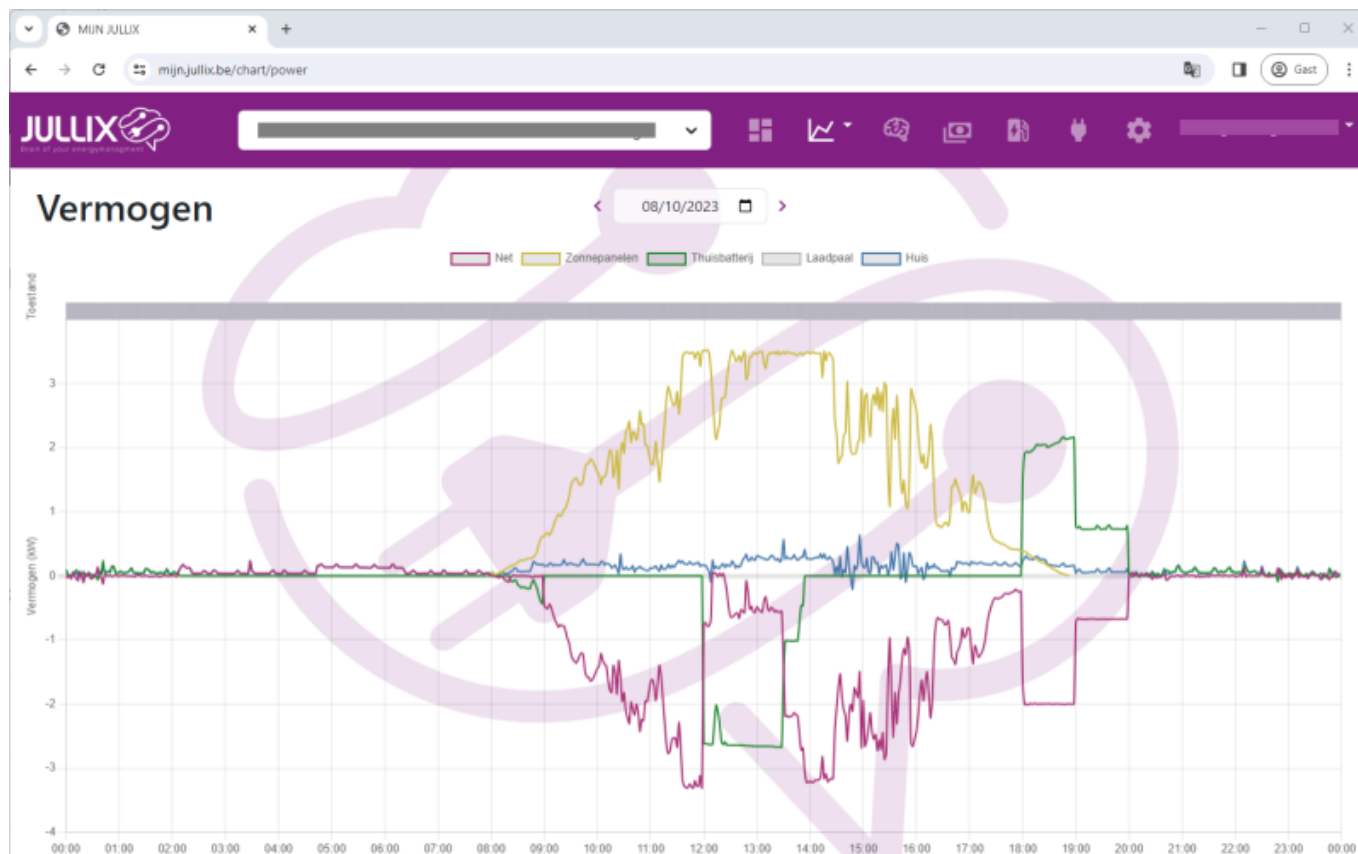 MIJN JULLIX
mijn.jullix.be/chart/power
Gast
JULLIX
brain of your energymanagment
Vermogen
08/10/2023
Net Zonnepanelen Thuisbatterij Laadpaal Huis
Toestand
Vermogen (kW)
3
2
1
0
-1
-2
-3
-4
00:00 01:00 02:00 03:00 04:00 05:00 06:00 07:00 08:00 09:00 10:00 11:00 12:00 13:00 14:00 15:00 16:00 17:00 18:00 19:00 20:00 21:00 22:00 23:00 00:00